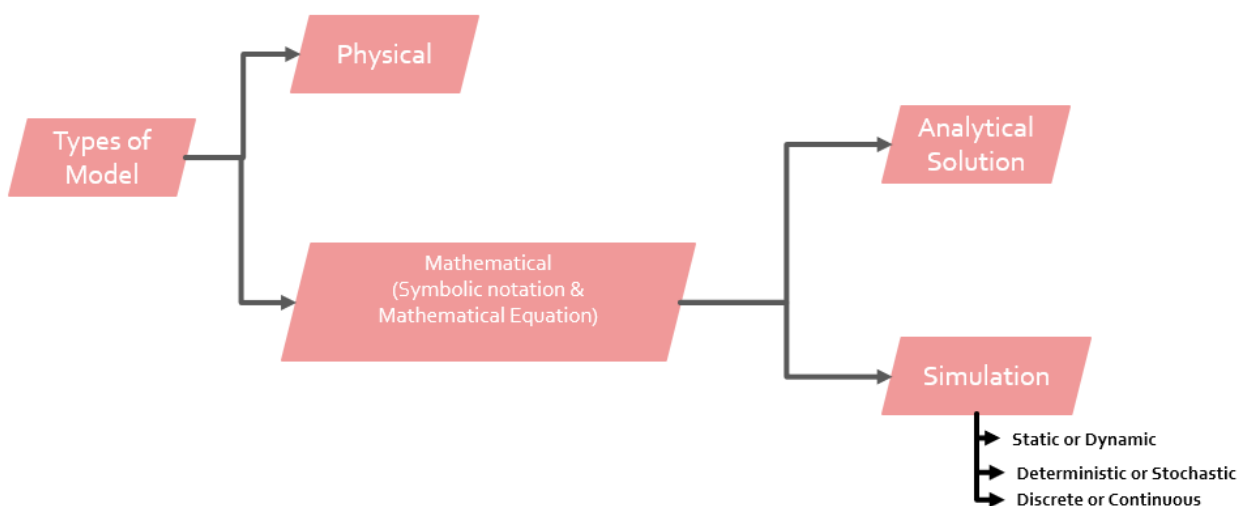 Physical
Types of
Model
Analytical
Solution
Mathematical
(Symbolic notation &
Mathematical Equation)
Simulation
Static or Dynamic
Deterministic or Stochastic
Discrete or Continuous